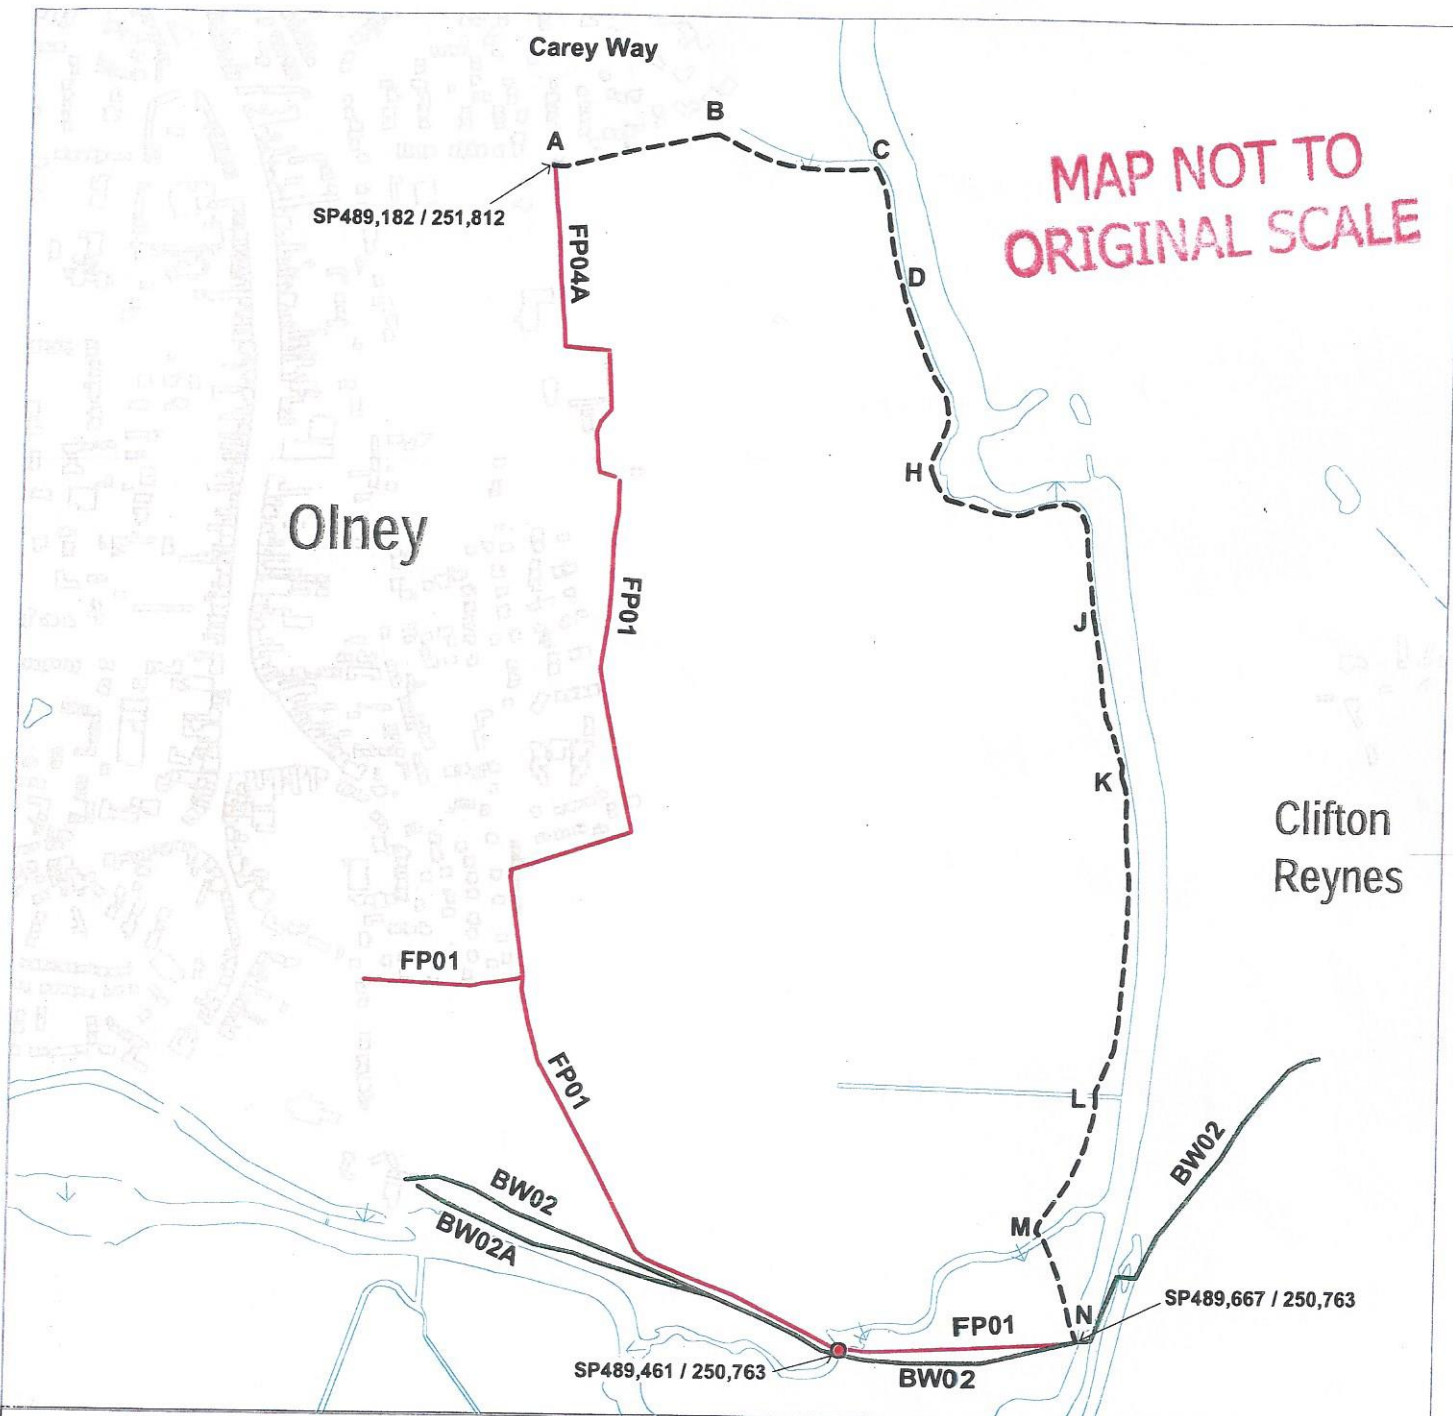 Carey Way
B
A
C
MAP NOT TO
ORIGINAL SCALE
SP489,182 / 251,812
FP04A
D
H
Olney
FP01
J
K
Clifton
Reynes
FP01
FP01
L
BW02
BW02
BW02A
M
N
SP489,667 / 250,763
FP01
SP489,461 / 250,763
BW02